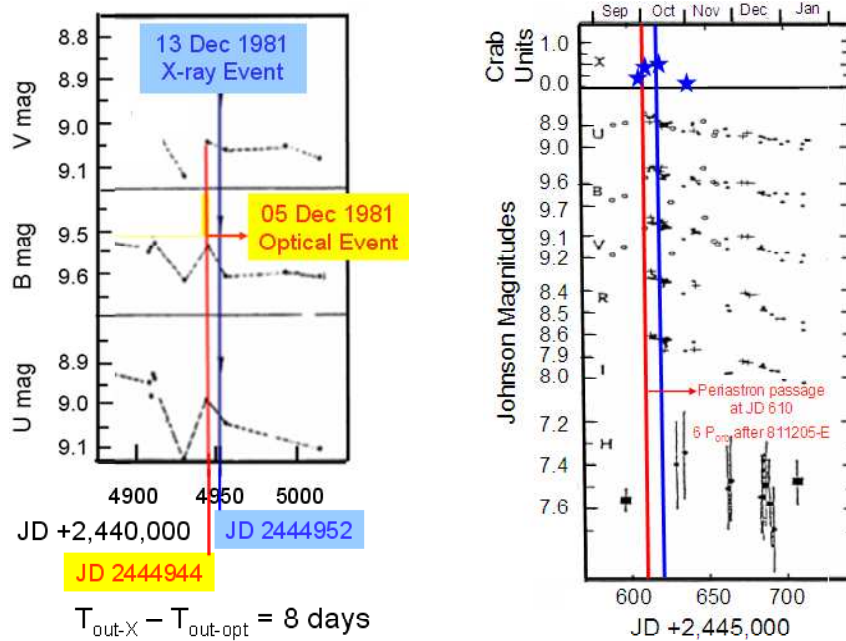 8.8
8.9
9.0
9.1
V mag
13 Dec 1981
X-ray Event
9.5
9.6
B mag
05 Dec 1981
Optical Event
8.9
9.0
9.1
U mag
4900 4950 5000
JD +2,440,000
JD 2444952
JD 2444944
T_out-X – T_out-opt = 8 days
Sep Oct Nov Dec Jan
Crab
Units
1.0
0.0
X
Johnson Magnitudes
8.9
9.0
U
9.6
9.7
B
9.1
9.2
V
8.4
8.5
R
8.6
7.9
8.0
I
Periastron passage
at JD 610
6 P_orb after 811205-E
7.2
7.4
7.6
H
600 650 700
JD +2,445,000